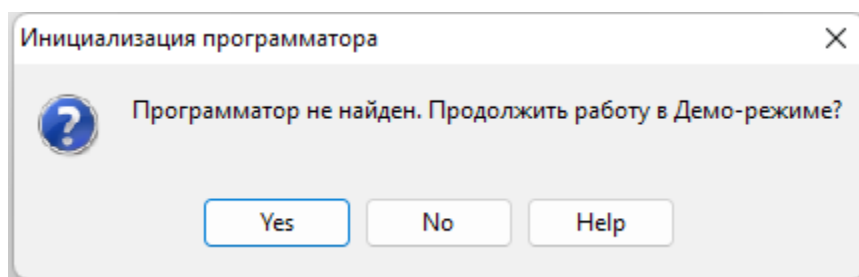 Инициализация программатора
Программатор не найден. Продолжить работу в Демо-режиме?
Yes No Help